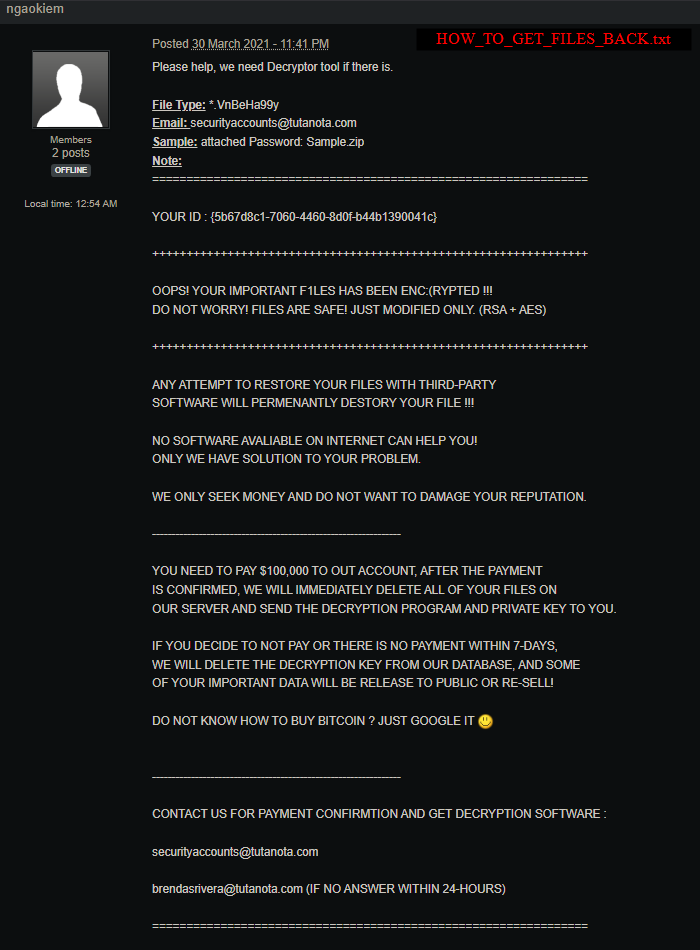 ngaokiem
Posted 30 March 2021 - 11:41 PM
HOW_TO_GET_FILES_BACK.txt
Please help, we need Decryptor tool if there is.
File Type: *.VnBeHa99y
Email: securityaccounts@tutanota.com
Sample: attached Password: Sample.zip
Note:
Members
2 posts
OFFLINE
Local time: 12:54 AM
================================================================
YOUR ID : {5b67d8c1-7060-4460-8d0f-b44b1390041c}
++++++++++++++++++++++++++++++++++++++++++++++++++++++++++++++++
OOPS! YOUR IMPORTANT F1LES HAS BEEN ENC:(RYPTED !!!
DO NOT WORRY! FILES ARE SAFE! JUST MODIFIED ONLY. (RSA + AES)
++++++++++++++++++++++++++++++++++++++++++++++++++++++++++++++++
ANY ATTEMPT TO RESTORE YOUR FILES WITH THIRD-PARTY
SOFTWARE WILL PERMENANTLY DESTORY YOUR FILE !!!
NO SOFTWARE AVALIABLE ON INTERNET CAN HELP YOU!
ONLY WE HAVE SOLUTION TO YOUR PROBLEM.
WE ONLY SEEK MONEY AND DO NOT WANT TO DAMAGE YOUR REPUTATION.
----------------------------------------------------------------
YOU NEED TO PAY $100,000 TO OUT ACCOUNT, AFTER THE PAYMENT
IS CONFIRMED, WE WILL IMMEDIATELY DELETE ALL OF YOUR FILES ON
OUR SERVER AND SEND THE DECRYPTION PROGRAM AND PRIVATE KEY TO YOU.
IF YOU DECIDE TO NOT PAY OR THERE IS NO PAYMENT WITHIN 7-DAYS,
WE WILL DELETE THE DECRYPTION KEY FROM OUR DATABASE, AND SOME
OF YOUR IMPORTANT DATA WILL BE RELEASE TO PUBLIC OR RE-SELL!
DO NOT KNOW HOW TO BUY BITCOIN ? JUST GOOGLE IT
----------------------------------------------------------------
CONTACT US FOR PAYMENT CONFIRMTION AND GET DECRYPTION SOFTWARE :
securityaccounts@tutanota.com
brendasrivera@tutanota.com (IF NO ANSWER WITHIN 24-HOURS)
================================================================